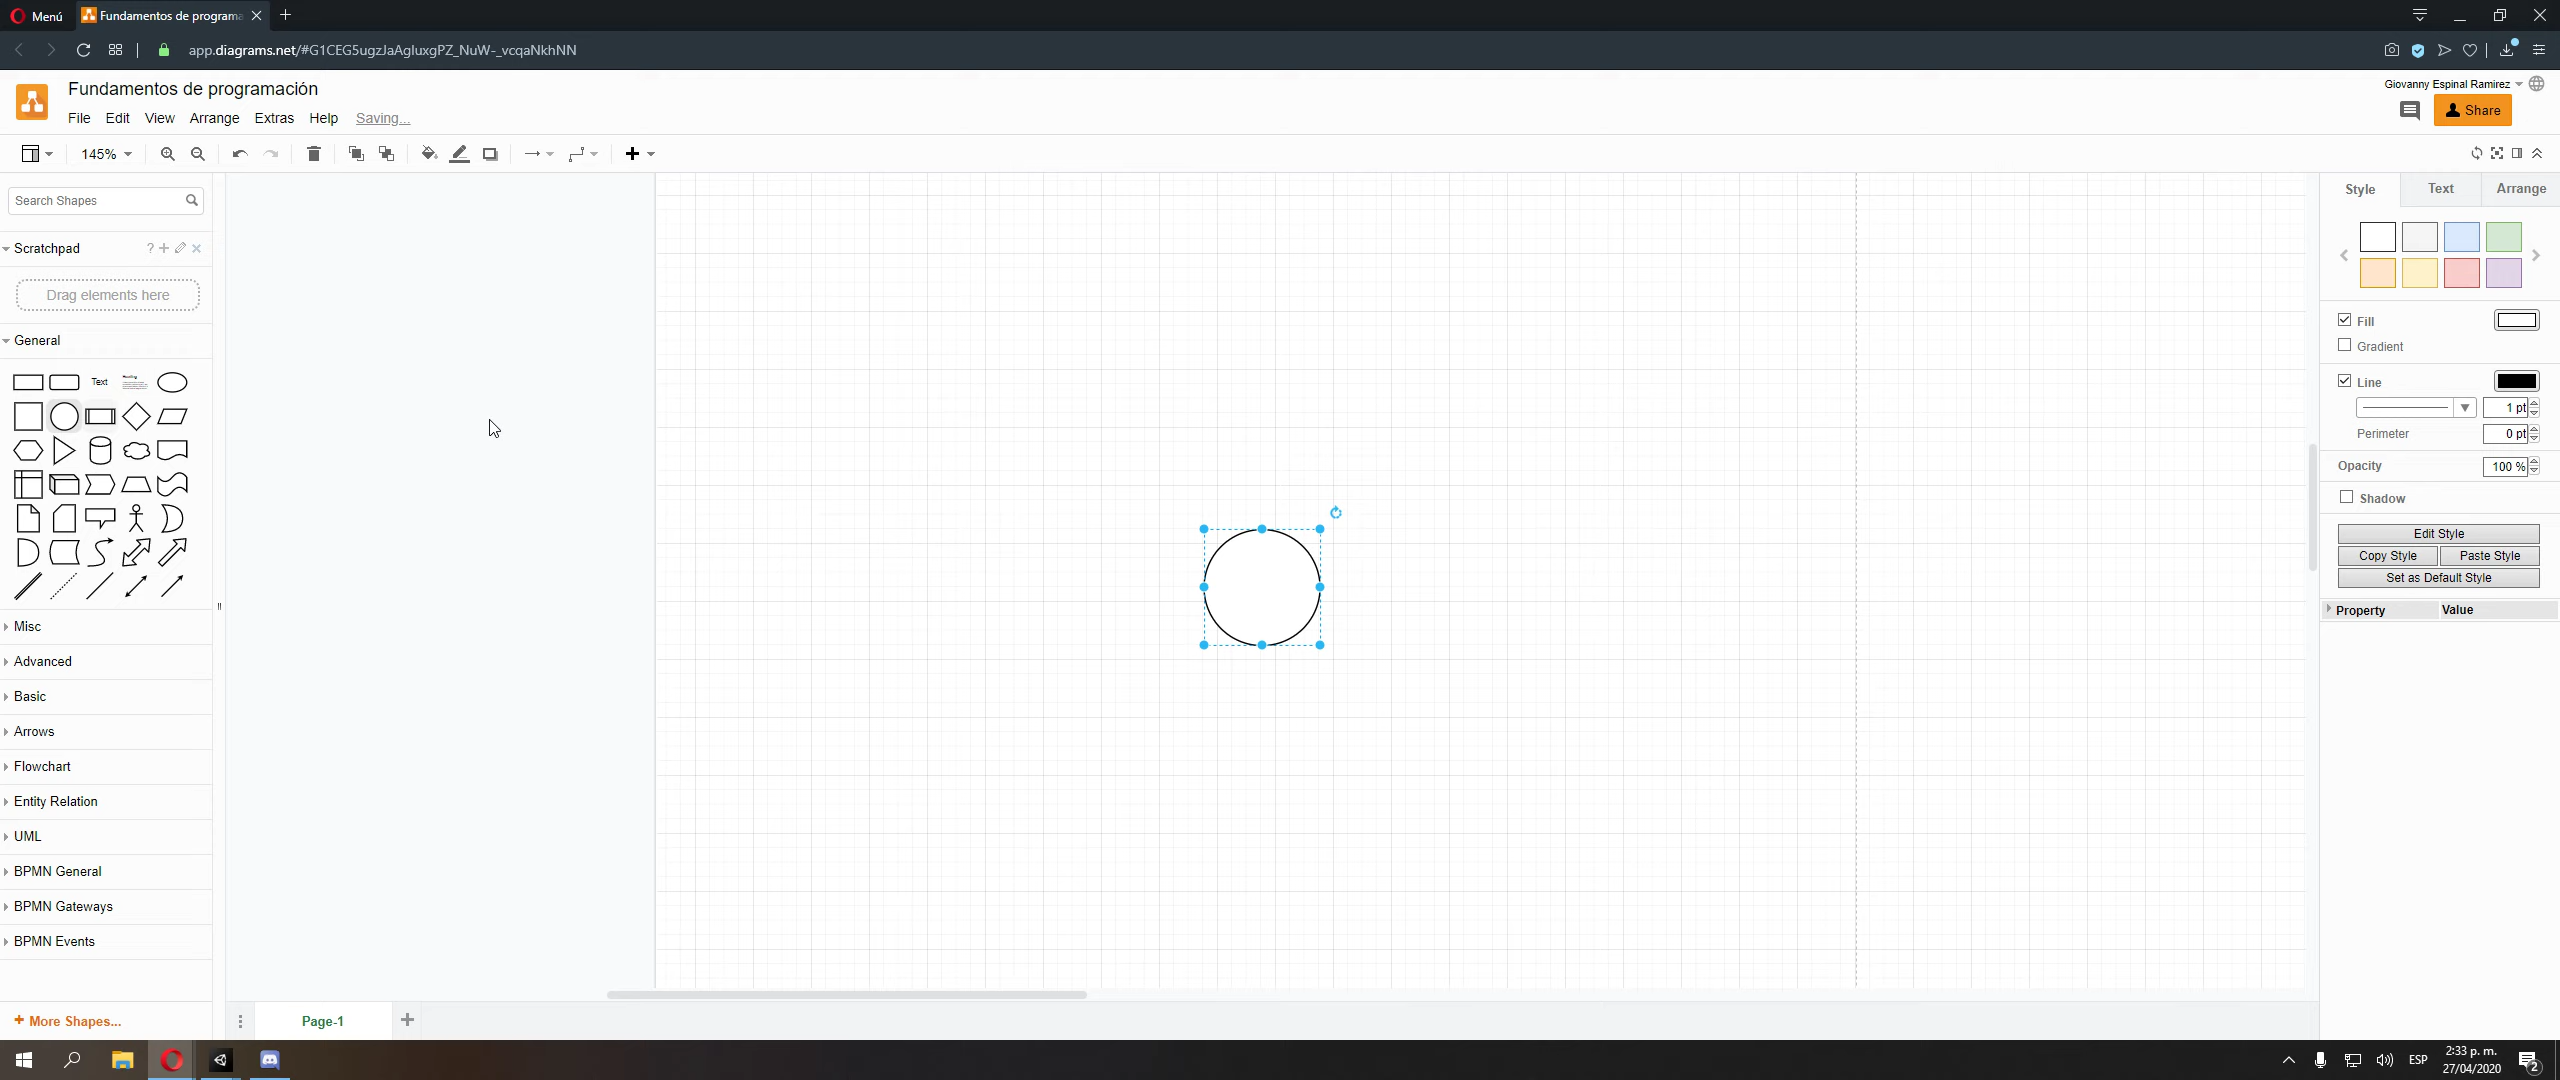 Menú
Fundamentos de programa
app.diagrams.net/#G1CEG5ugzJaAgluxgPZ_NuW-_vcqaNkhNN
Fundamentos de programación
Giovanny Espinal Ramirez
File Edit View Arrange Extras Help Saving...
Share
145%
Search Shapes
Style Text Arrange
Scratchpad
?
Drag elements here
General
Text
Heading
Fill
Gradient
Line
1 pt
Perimeter
0 pt
Opacity
100 %
Shadow
Edit Style
Copy Style Paste Style
Set as Default Style
Property Value
Misc
Advanced
Basic
Arrows
Flowchart
Entity Relation
UML
BPMN General
BPMN Gateways
BPMN Events
+ More Shapes...
Page-1
ESP
2:33 p. m.
27/04/2020
2